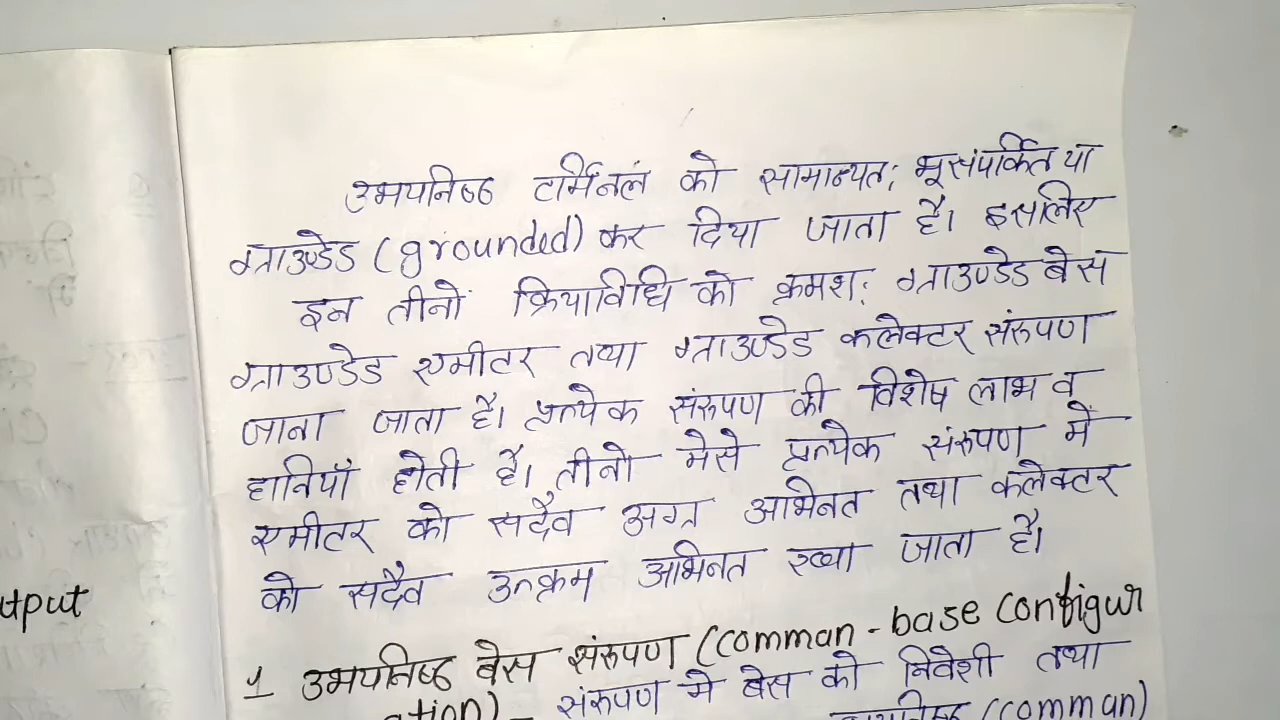 utput
उभयनिष्ठ टर्मिनल को सामान्यत: भूसंपर्कित या
ग्राउण्डेड (grounded) कर दिया जाता है। इसलिए
इन तीनों क्रियाविधि को क्रमश: ग्राउण्डेड बेस
ग्राउण्डेड एमीटर तथा ग्राउण्डेड कलेक्टर संरुपण
जाना जाता है। प्रत्येक संरुपण की विशेष लाभ व
हानियाँ होती है। तीनो मेसे प्रत्येक संरुपण में
एमीटर को सदैव अग्र अभिनत तथा कलेक्टर
को सदैव उत्क्रम अभिनत रखा जाता है।
1 उभयनिष्ठ बेस संरुपण (comman - base configur
ation) संरुपण मे बेस को निवेशी तथा
(comman)